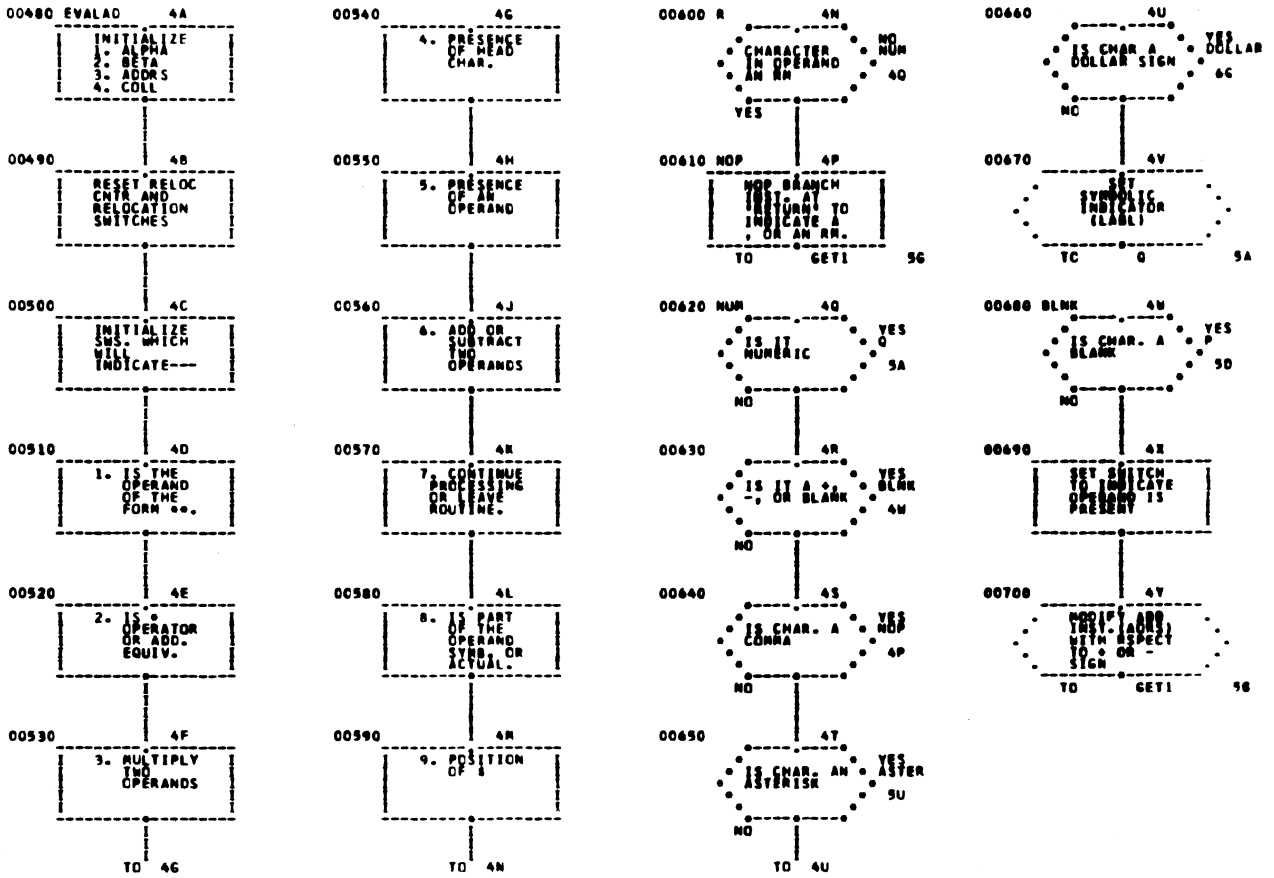 00480 EVALAD 4A
INITIALIZE
1. ALPHA
2. BETA
3. ADDRS
4. COLL
00490 4B
RESET RELOC
CNTR AND
RELOCATION
SWITCHES
00500 4C
INITIALIZE
SWS. WHICH
WILL
INDICATE---
00510 4D
1. IS THE
OPERAND
OF THE
FORM **.
00520 4E
2. IS *
OPERATOR
OR ADD.
EQUIV.
00530 4F
3. MULTIPLY
TWO
OPERANDS
TO 4G
00540 4G
4. PRESENCE
OF HEAD
CHAR.
00550 4H
5. PRESENCE
OF AN
OPERAND
00560 4J
6. ADD OR
SUBTRACT
TWO
OPERANDS
00570 4K
7. CONTINUE
PROCESSING
OR LEAVE
ROUTINE.
00580 4L
8. IS PART
OF THE
OPERAND
SYMB. OR
ACTUAL.
00590 4M
9. POSITION
OF $
TO 4N
00600 R 4N
CHARACTER
IN OPERAND
AN RM
NO
NUM
4Q
YES
00610 NOP 4P
NOP BRANCH
INST. AT
'RETURN' TO
INDICATE A
, OR AN RM.
TO GET1 5G
00620 NUM 4Q
IS IT
NUMERIC
YES
Q
5A
NO
00630 4R
IS IT A +,
-, OR BLANK
YES
BLNK
4W
NO
00640 4S
IS CHAR. A
COMMA
YES
NOP
4P
NO
00650 4T
IS CHAR. AN
ASTERISK
YES
ASTER
5U
NO
TO 4U
00660 4U
IS CHAR A
DOLLAR SIGN
YES
DOLLAR
6G
NO
00670 4V
SET
SYMBOLIC
INDICATOR
(LABL)
TO Q 5A
00680 BLNK 4W
IS CHAR. A
BLANK
YES
P
5D
NO
00690 4X
SET SWITCH
TO INDICATE
OPERAND IS
PRESENT
00700 4Y
MODIFY ADD
INST.(ADRS)
WITH RSPECT
TO + OR -
SIGN
TO GET1 5G